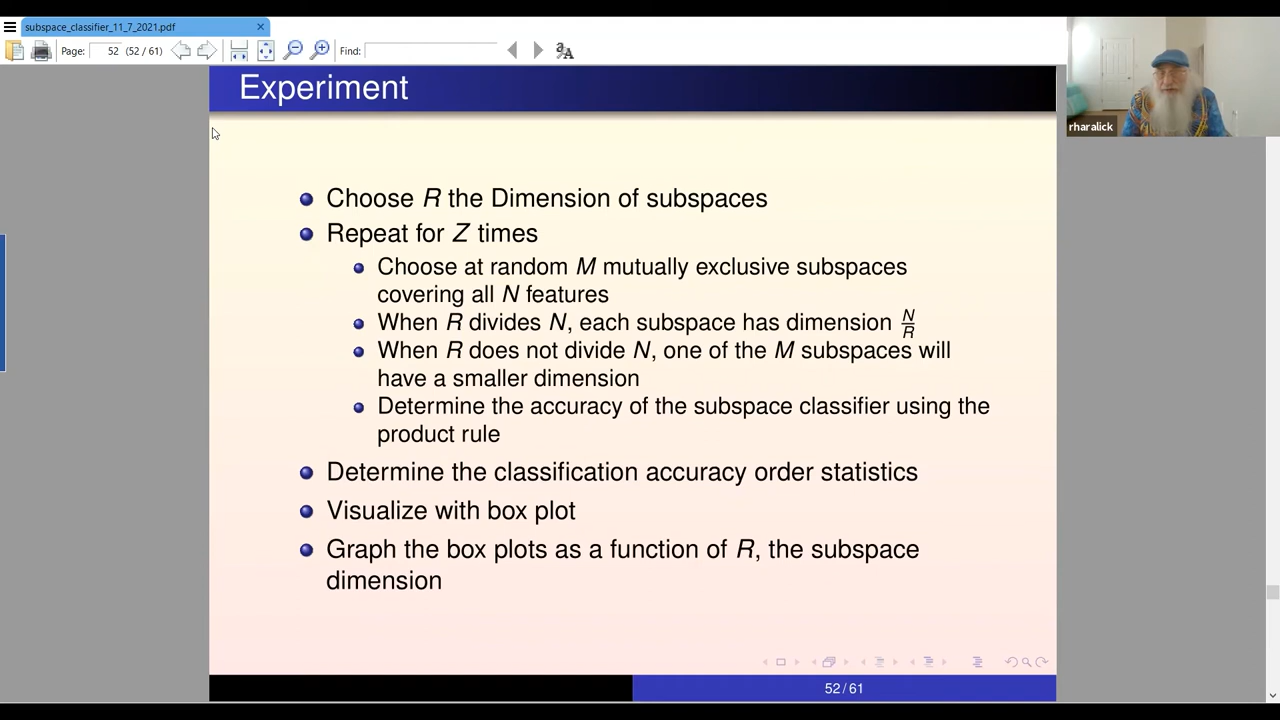 subspace_classifier_11_7_2021.pdf
Page: 52 (52 / 61) Find:
Experiment
rharalick
Choose R the Dimension of subspaces
Repeat for Z times
Choose at random M mutually exclusive subspaces
covering all N features
When R divides N, each subspace has dimension N/R
When R does not divide N, one of the M subspaces will
have a smaller dimension
Determine the accuracy of the subspace classifier using the
product rule
Determine the classification accuracy order statistics
Visualize with box plot
Graph the box plots as a function of R, the subspace
dimension
52 / 61